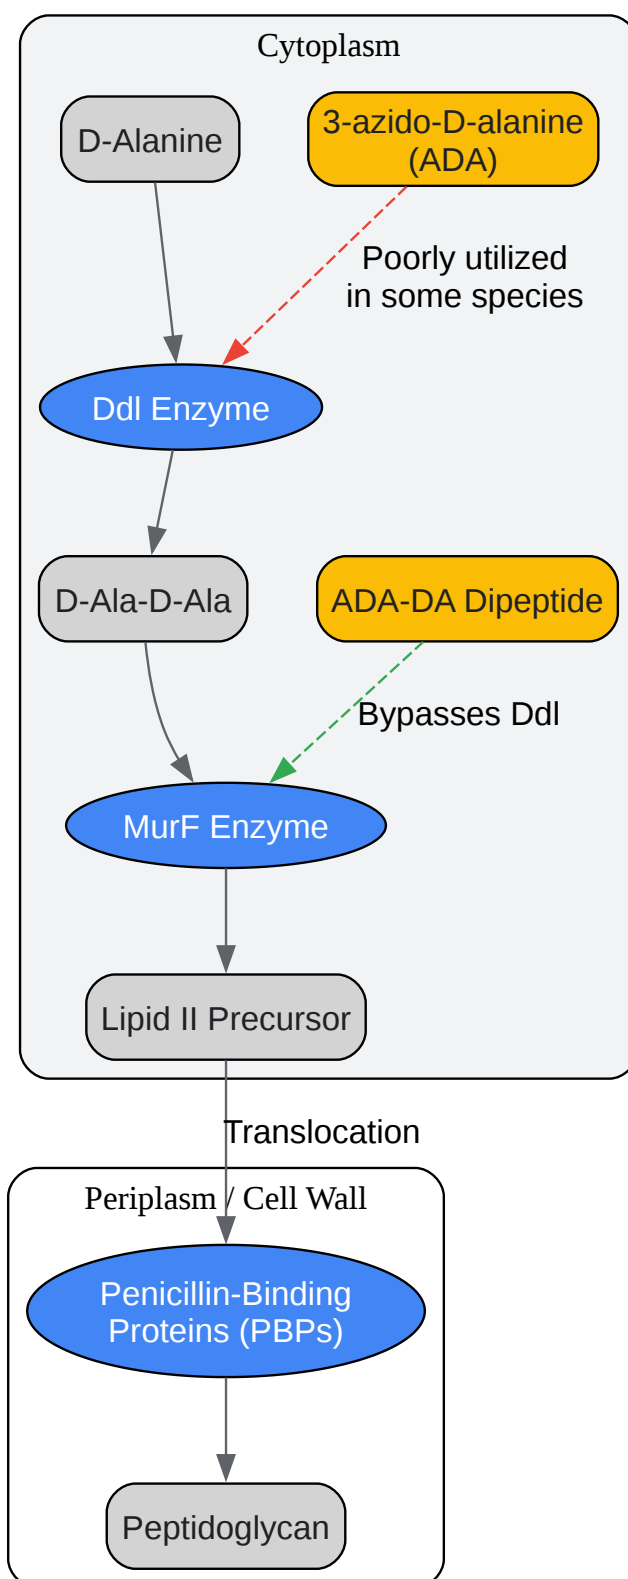 Cytoplasm
D-Alanine
3-azido-D-alanine
(ADA)
Poorly utilized
in some species
Ddl Enzyme
D-Ala-D-Ala
ADA-DA Dipeptide
Bypasses Ddl
MurF Enzyme
Lipid II Precursor
Translocation
Periplasm / Cell Wall
Penicillin-Binding
Proteins (PBPs)
Peptidoglycan